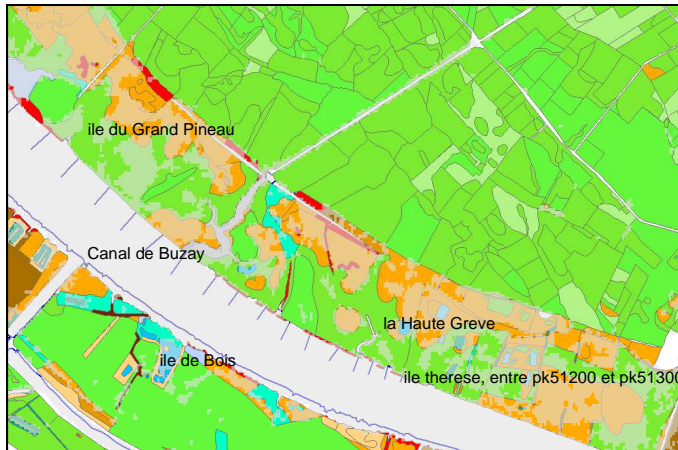 ile du Grand Pineau
Canal de Buzay
la Haute Greve
ile de Bois
ile therese, entre pk51200 et pk51300